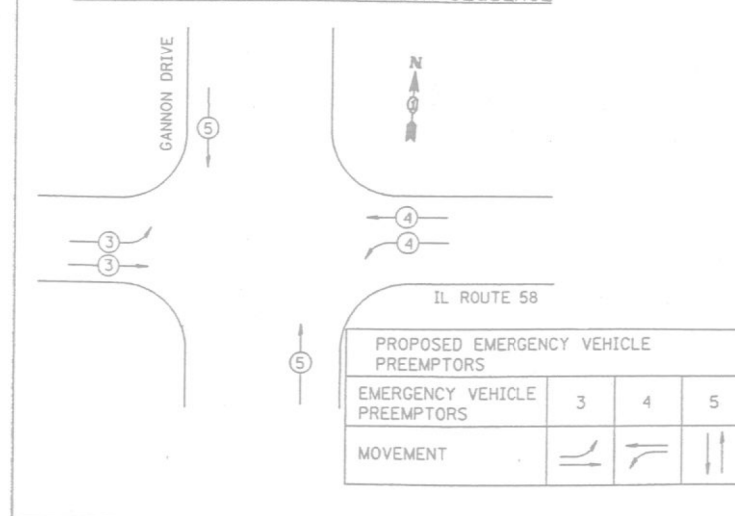 GANNON DRIVE
N
5
3
3
4
4
IL ROUTE 58
5
PROPOSED EMERGENCY VEHICLE
PREEMPTORS
EMERGENCY VEHICLE
PREEMPTORS
3
4
5
MOVEMENT